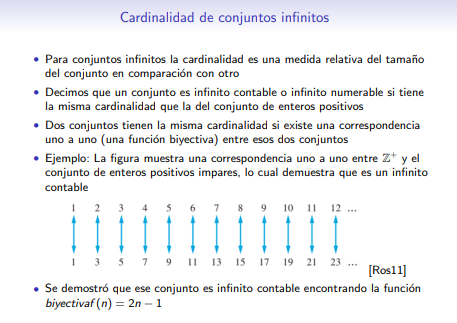 Cardinalidad de conjuntos infinitos
• Para conjuntos infinitos la cardinalidad es una medida relativa del tamaño
del conjunto en comparación con otro
• Decimos que un conjunto es infinito contable o infinito numerable si tiene
la misma cardinalidad que la del conjunto de enteros positivos
• Dos conjuntos tienen la misma cardinalidad si existe una correspondencia
uno a uno (una función biyectiva) entre esos dos conjuntos
• Ejemplo: La figura muestra una correspondencia uno a uno entre ℤ⁺ y el
conjunto de enteros positivos impares, lo cual demuestra que es un infinito
contable
1 2 3 4 5 6 7 8 9 10 11 12 ...
1 3 5 7 9 11 13 15 17 19 21 23 ...
[Ros11]
• Se demostró que ese conjunto es infinito contable encontrando la función
biyectivaf(n) = 2n − 1